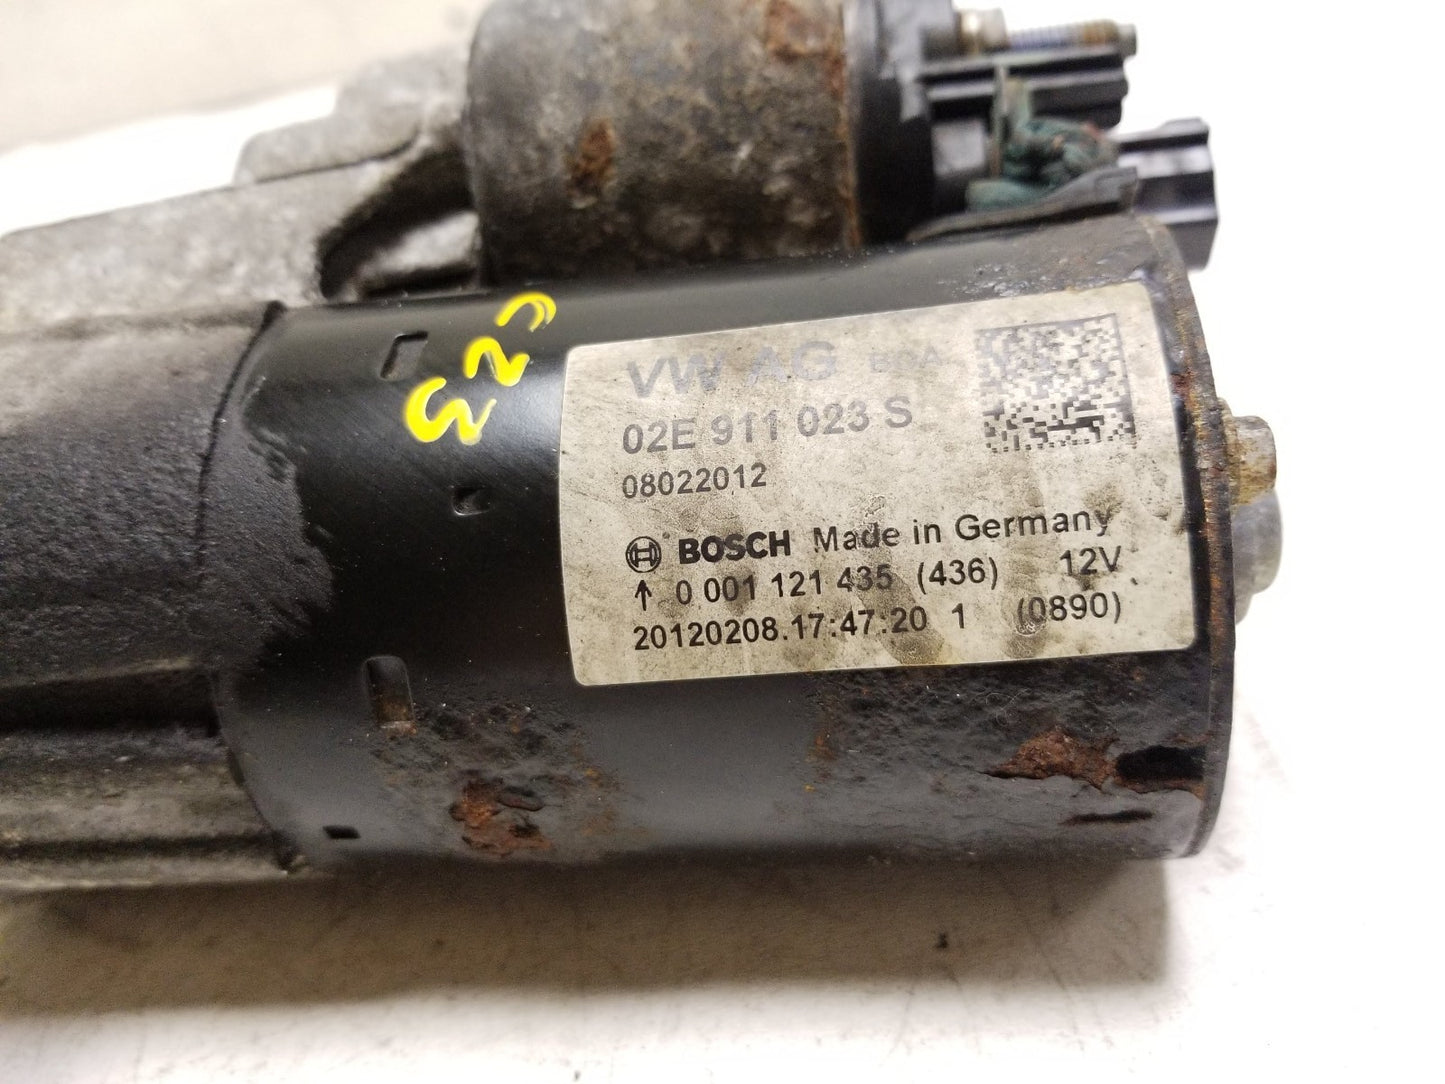 VW AG BCA
02E 911 023 S
08022012
BOSCH Made in Germany
↑ 0 001 121 435 (436) 12V
20120208.17:47:20 1 (0890)